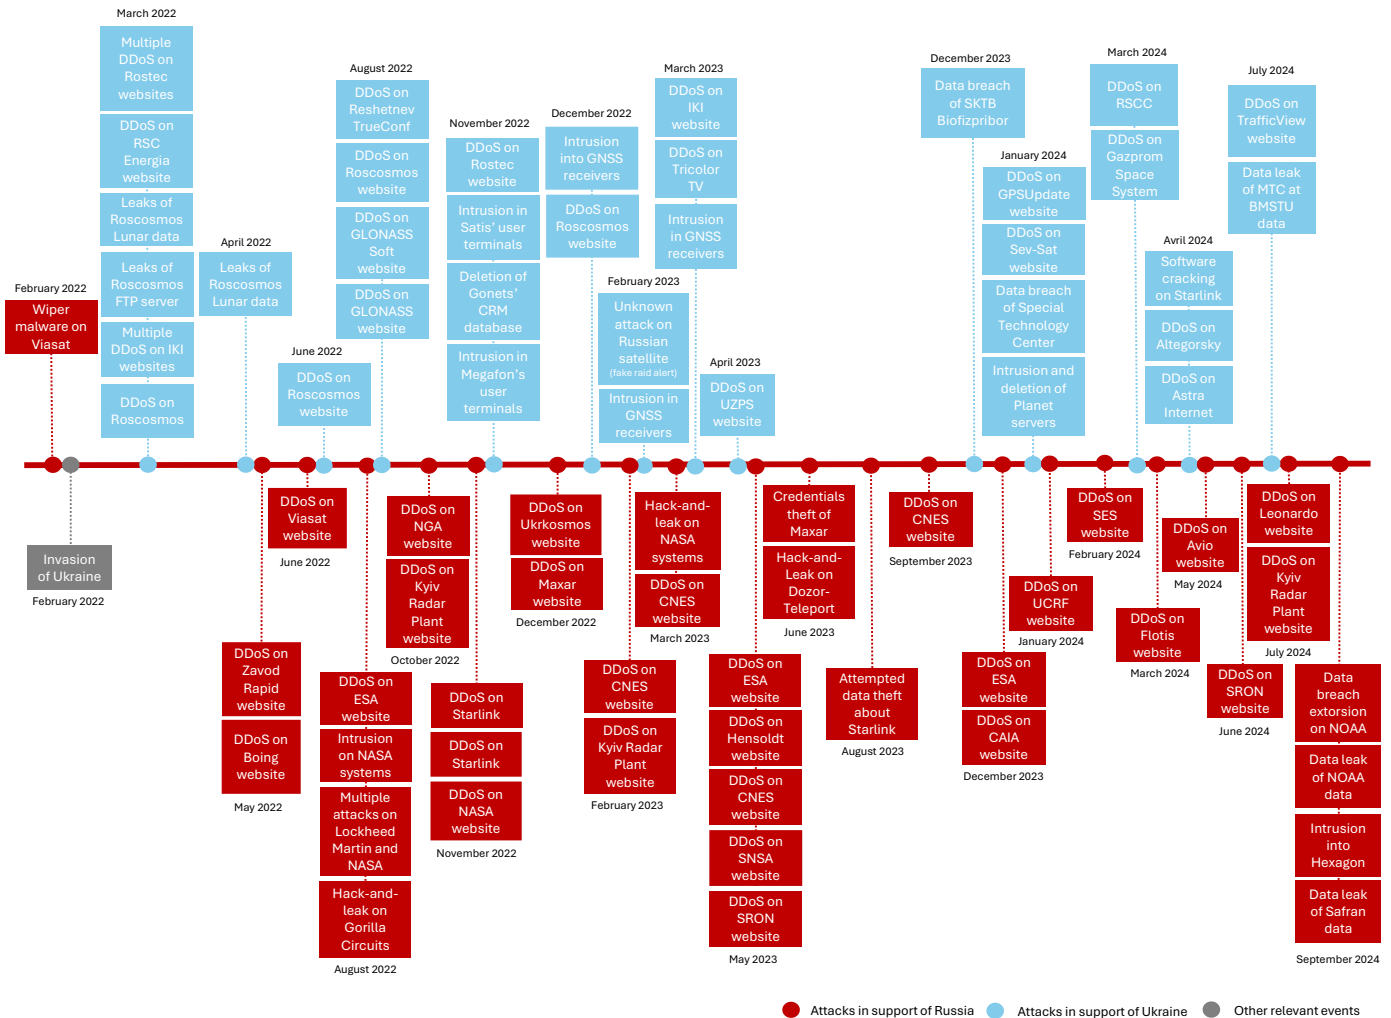 March 2022
Multiple
DDoS on
Rostec
websites
DDoS on
RSC
Energia
website
Leaks of
Roscosmos
Lunar data
Leaks of
Roscosmos
FTP server
Multiple
DDoS on IKI
websites
DDoS on
Roscosmos
February 2022
Wiper
malware on
Viasat
April 2022
Leaks of
Roscosmos
Lunar data
June 2022
DDoS on
Roscosmos
website
August 2022
DDoS on
Reshetnev
TrueConf
DDoS on
Roscosmos
website
DDoS on
GLONASS
Soft
website
DDoS on
GLONASS
website
November 2022
DDoS on
Rostec
website
Intrusion in
Satis' user
terminals
Deletion of
Gonets'
CRM
database
Intrusion in
Megafon's
user
terminals
December 2022
Intrusion
into GNSS
receivers
DDoS on
Roscosmos
website
February 2023
Unknown
attack on
Russian
satellite
(fake raid alert)
Intrusion in
GNSS
receivers
March 2023
DDoS on
IKI
website
DDoS on
Tricolor
TV
Intrusion
in GNSS
receivers
April 2023
DDoS on
UZPS
website
December 2023
Data breach
of SKTB
Biofizpribor
January 2024
DDoS on
GPSUpdate
website
DDoS on
Sev-Sat
website
Data breach
of Special
Technology
Center
Intrusion and
deletion of
Planet
servers
March 2024
DDoS on
RSCC
DDoS on
Gazprom
Space
System
Avril 2024
Software
cracking
on Starlink
DDoS on
Altegorsky
DDoS on
Astra
Internet
July 2024
DDoS on
TrafficView
website
Data leak
of MTC at
BMSTU
data
Invasion
of Ukraine
February 2022
DDoS on
Zavod
Rapid
website
DDoS on
Boing
website
May 2022
DDoS on
Viasat
website
June 2022
DDoS on
ESA
website
Intrusion
on NASA
systems
Multiple
attacks on
Lockheed
Martin and
NASA
Hack-and-
leak on
Gorilla
Circuits
August 2022
DDoS on
NGA
website
DDoS on
Kyiv
Radar
Plant
website
October 2022
DDoS on
Starlink
DDoS on
Starlink
DDoS on
NASA
website
November 2022
DDoS on
Ukrkosmos
website
DDoS on
Maxar
website
December 2022
DDoS on
CNES
website
DDoS on
Kyiv Radar
Plant
website
February 2023
Hack-and-
leak on
NASA
systems
DDoS on
CNES
website
March 2023
DDoS on
ESA
website
DDoS on
Hensoldt
website
DDoS on
CNES
website
DDoS on
SNSA
website
DDoS on
SRON
website
May 2023
Credentials
theft of
Maxar
Hack-and-
Leak on
Dozor-
Teleport
June 2023
Attempted
data theft
about
Starlink
August 2023
DDoS on
CNES
website
September 2023
DDoS on
ESA
website
DDoS on
CAIA
website
December 2023
DDoS on
UCRF
website
January 2024
DDoS on
SES
website
February 2024
DDoS on
Flotis
website
March 2024
DDoS on
Avio
website
May 2024
DDoS on
SRON
website
June 2024
DDoS on
Leonardo
website
DDoS on
Kyiv
Radar
Plant
website
July 2024
Data
breach
extorsion
on NOAA
Data leak
of NOAA
data
Intrusion
into
Hexagon
Data leak
of Safran
data
September 2024
Attacks in support of Russia
Attacks in support of Ukraine
Other relevant events